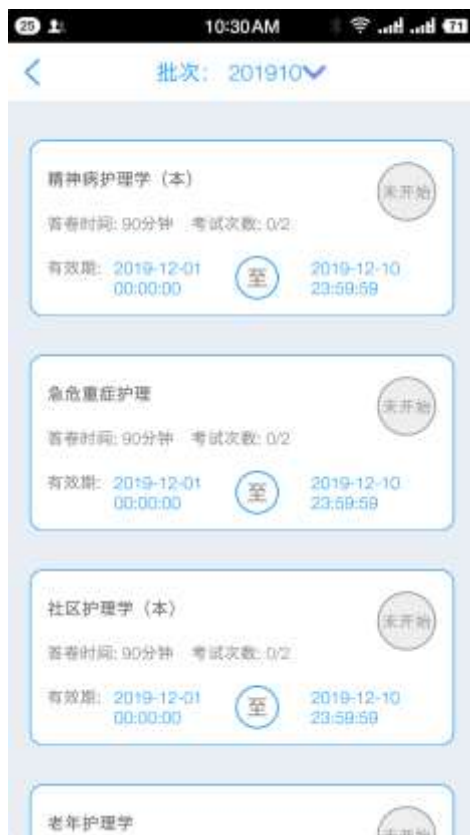 25 10:30AM 71
批次: 201910
精神病护理学（本）
未开始
答卷时间: 90分钟 考试次数: 0/2
有效期: 2019-12-01 00:00:00 至 2019-12-10 23:59:59
急危重症护理
未开始
答卷时间: 90分钟 考试次数: 0/2
有效期: 2019-12-01 00:00:00 至 2019-12-10 23:59:59
社区护理学（本）
未开始
答卷时间: 90分钟 考试次数: 0/2
有效期: 2019-12-01 00:00:00 至 2019-12-10 23:59:59
老年护理学
未开始